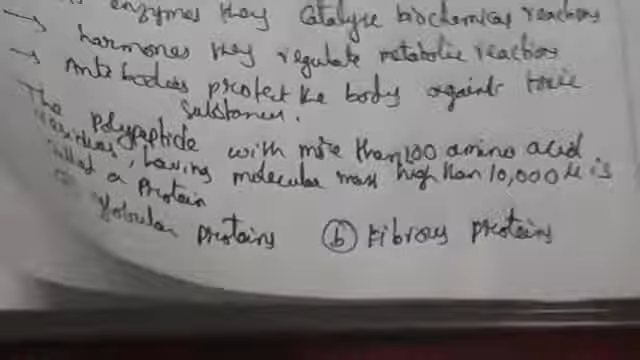 enzymes they catalyse biochemical reactions
→ hormones they regulate metabolic reactions
→ Antibodies protect the body against toxic
substances.
The polypeptide with more than 100 amino acid
residues, having molecular mass high than 10,000 u is
called a Protein
globular proteins (b) Fibrous proteins